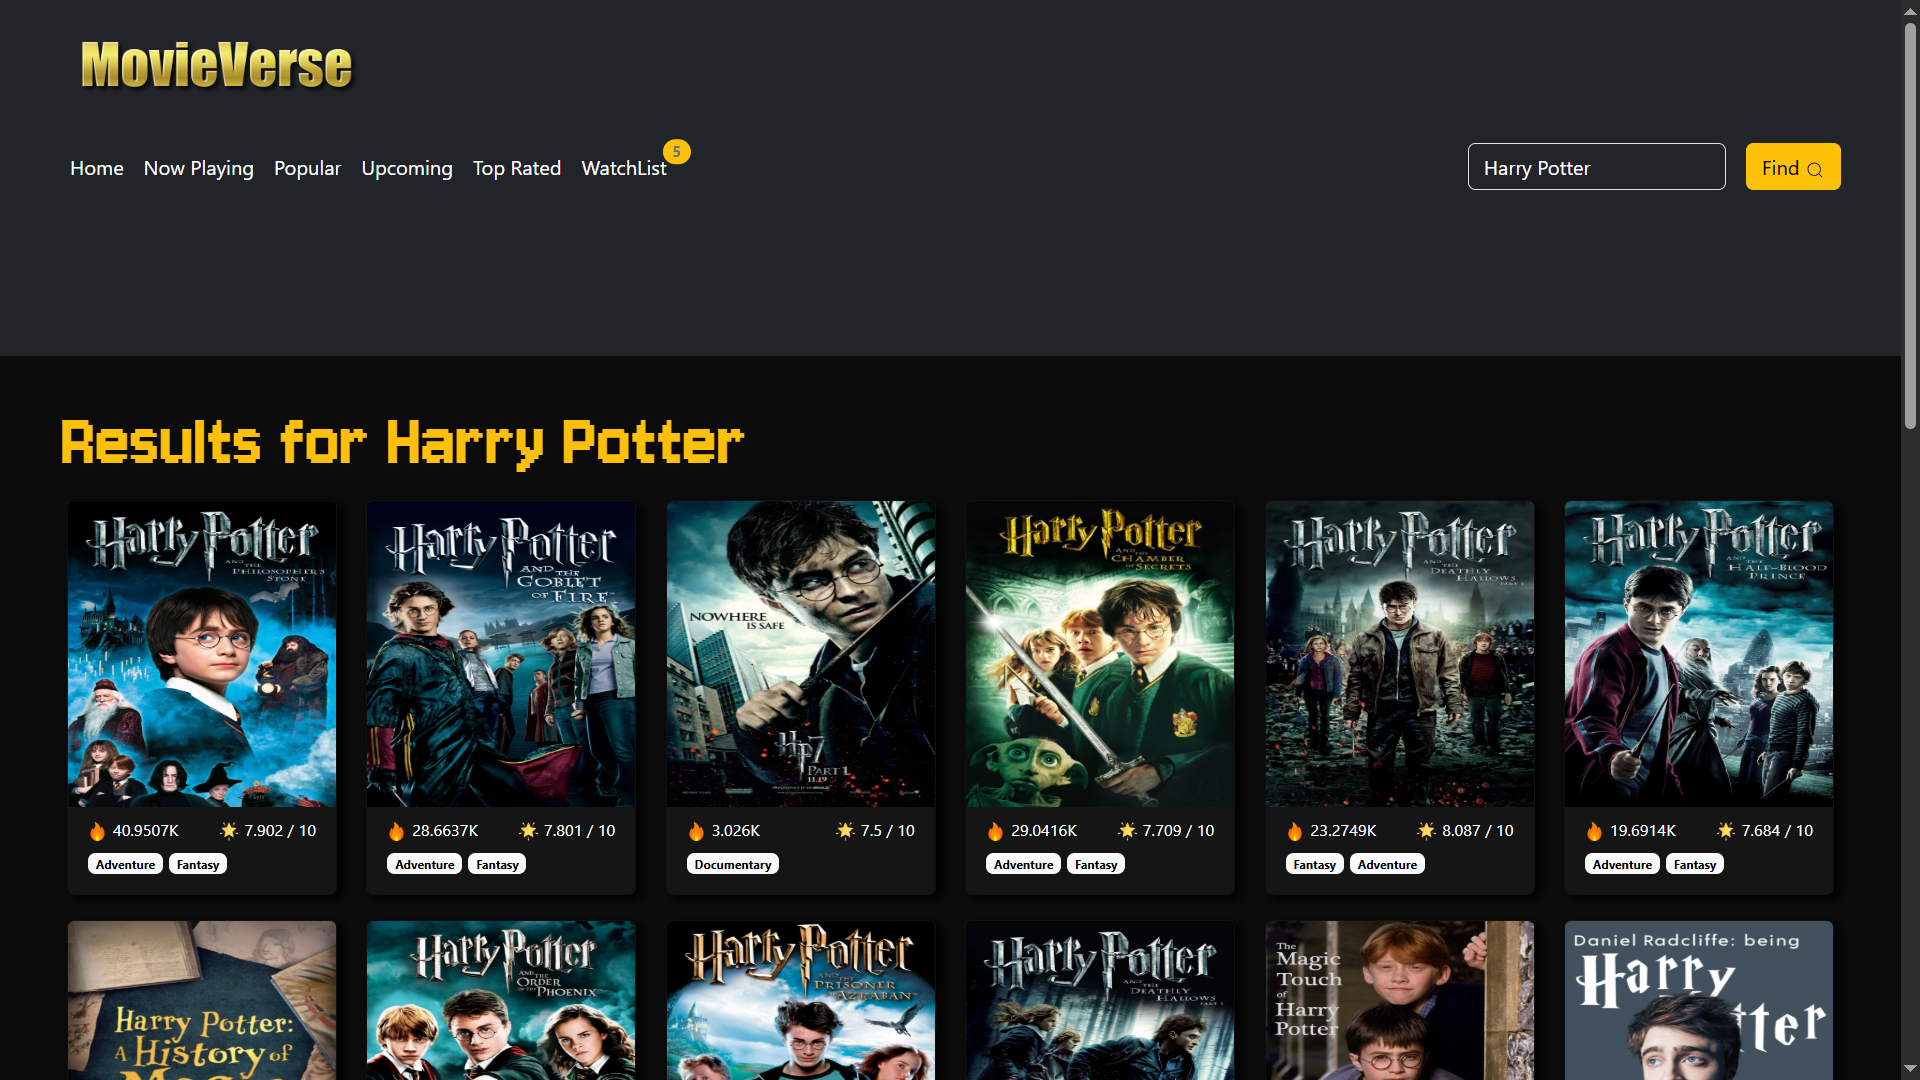 MovieVerse
Home Now Playing Popular Upcoming Top Rated WatchList 5
Harry Potter
Find
Results for Harry Potter
Harry Potter
AND THE
PHILOSOPHER'S
STONE
40.9507K 7.902 / 10
Adventure Fantasy
Harry Potter
AND THE
GOBLET
OF FIRE
28.6637K 7.801 / 10
Adventure Fantasy
NOWHERE
IS SAFE
HP7
PART 1
11.19
3.026K 7.5 / 10
Documentary
Harry Potter
AND THE
CHAMBER
OF SECRETS
29.0416K 7.709 / 10
Adventure Fantasy
Harry Potter
AND THE
DEATHLY
HALLOWS
23.2749K 8.087 / 10
Fantasy Adventure
Harry Potter
AND THE
HALF-BLOOD
PRINCE
19.6914K 7.684 / 10
Adventure Fantasy
Harry Potter:
A History of
Harry Potter
AND THE
ORDER
OF THE PHOENIX
Harry Potter
AND THE
PRISONER
OF AZKABAN
Harry Potter
AND THE
DEATHLY
HALLOWS
The
Magic
Touch
of
Harry
Potter
Daniel Radcliffe: being
Harry
tter